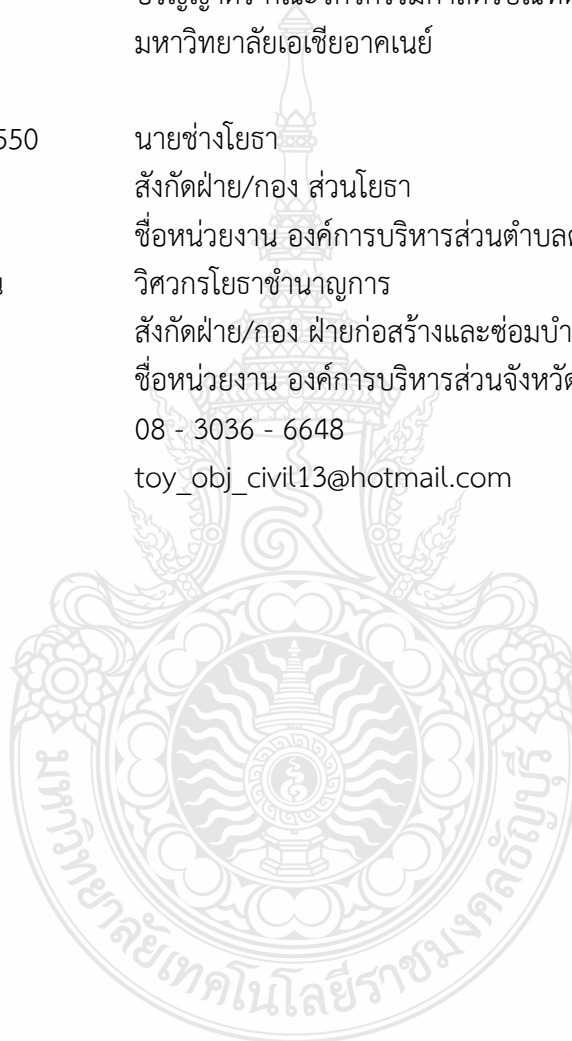 มหาวิทยาลัยเอเชียอาคเนย์
550 นายช่างโยธา
สังกัดฝ่าย/กอง ส่วนโยธา
ชื่อหน่วยงาน องค์การบริหารส่วนตำบล
วิศวกรโยธาชำนาญการ
สังกัดฝ่าย/กอง ฝ่ายก่อสร้างและซ่อมบำ
ชื่อหน่วยงาน องค์การบริหารส่วนจังหวัด
08 - 3036 - 6648
toy_obj_civil13@hotmail.com
มหาวิทยาลัยเทคโนโลยีราชมงคลธัญบุรี